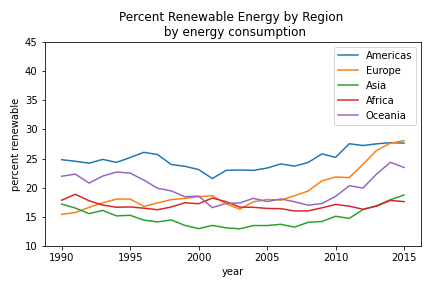 Percent Renewable Energy by Region
by energy consumption
45
40
35
30
25
20
15
10
percent renewable
Americas
Europe
Asia
Africa
Oceania
1990 1995 2000 2005 2010 2015
year